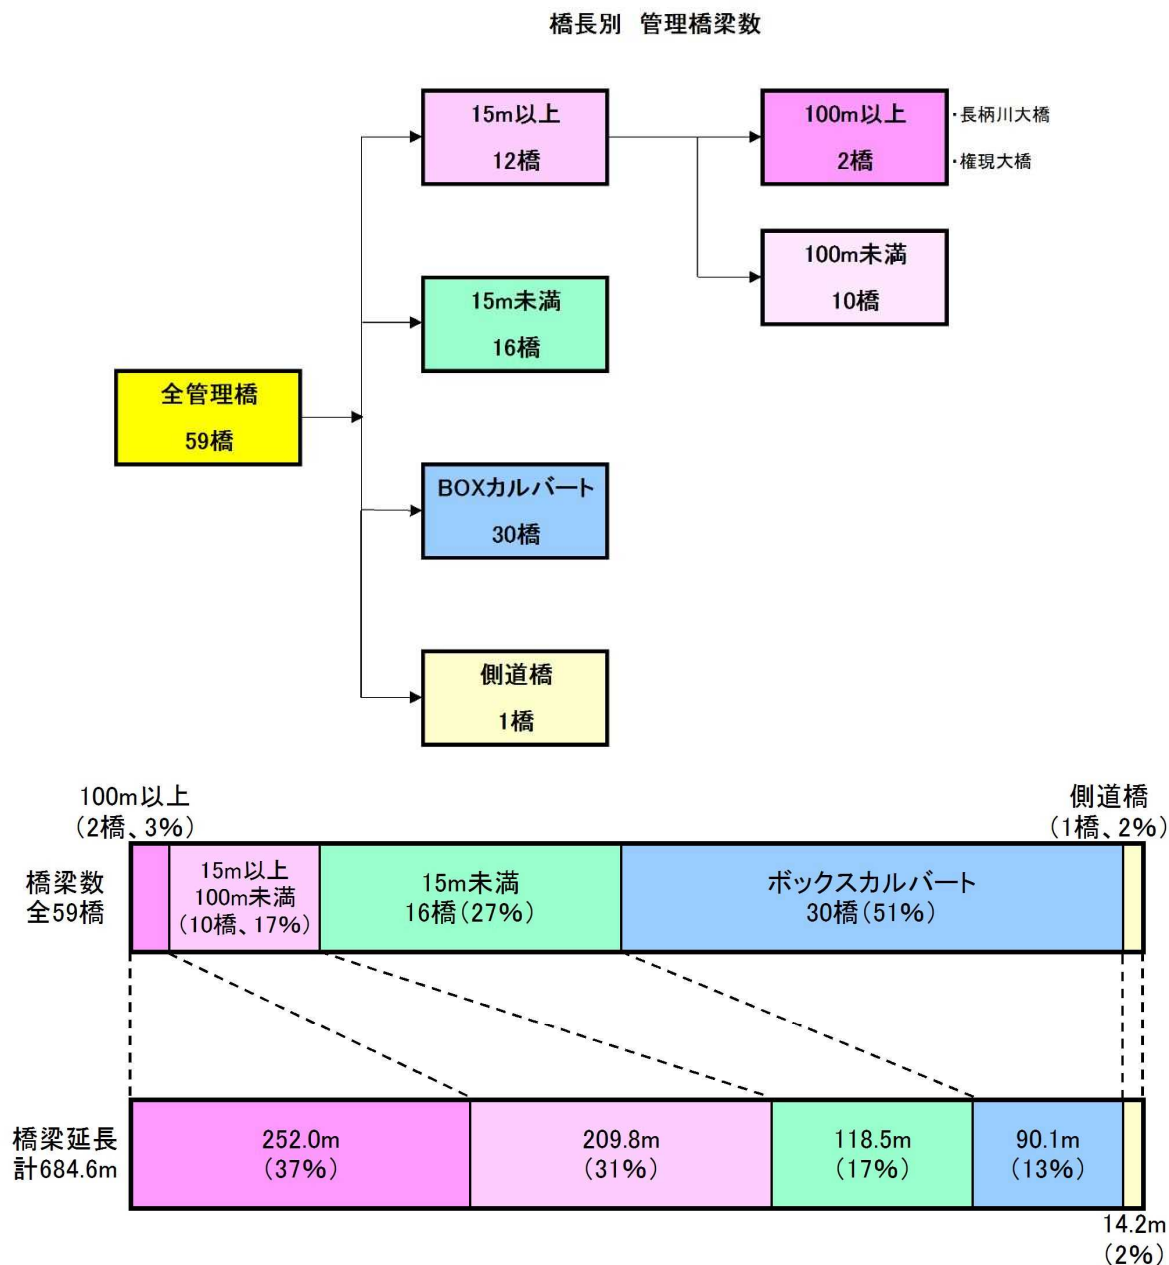 橋長別 管理橋梁数
15m以上
12橋
100m以上
2橋
・長柄川大橋
・権現大橋
100m未満
10橋
15m未満
16橋
全管理橋
59橋
BOXカルバート
30橋
側道橋
1橋
100m以上
(2橋、3%)
側道橋
(1橋、2%)
橋梁数
全59橋
15m以上
100m未満
(10橋、17%)
15m未満
16橋(27%)
ボックスカルバート
30橋(51%)
橋梁延長
計684.6m
252.0m
(37%)
209.8m
(31%)
118.5m
(17%)
90.1m
(13%)
14.2m
(2%)